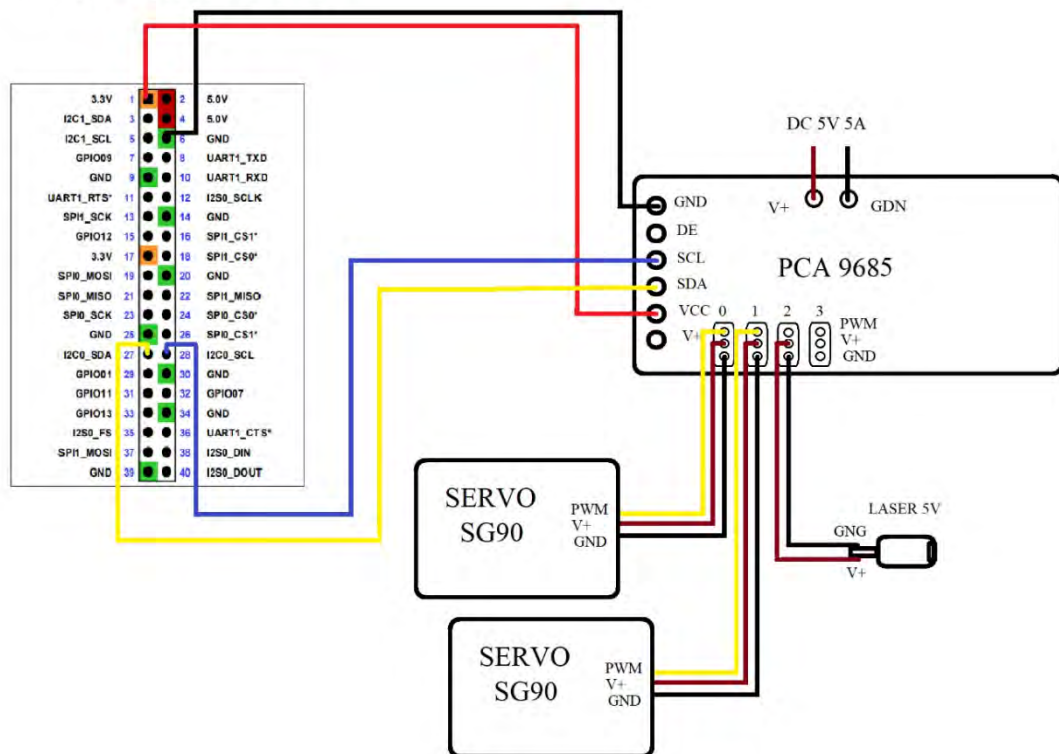 3.3V 1 2 5.0V
I2C1_SDA 3 4 5.0V
I2C1_SCL 5 6 GND
GPIO09 7 8 UART1_TXD
GND 9 10 UART1_RXD
UART1_RTS* 11 12 I2S0_SCLK
SPI1_SCK 13 14 GND
GPIO12 15 16 SPI1_CS1*
3.3V 17 18 SPI1_CS0*
SPI0_MOSI 19 20 GND
SPI0_MISO 21 22 SPI1_MISO
SPI0_SCK 23 24 SPI0_CS0*
GND 25 26 SPI0_CS1*
I2C0_SDA 27 28 I2C0_SCL
GPIO01 29 30 GND
GPIO11 31 32 GPIO07
GPIO13 33 34 GND
I2S0_FS 35 36 UART1_CTS*
SPI1_MOSI 37 38 I2S0_DIN
GND 39 40 I2S0_DOUT
DC 5V 5A
V+ GDN
PCA 9685
GND
DE
SCL
SDA
VCC
V+
0 1 2 3
PWM
V+
GND
SERVO
SG90
PWM
V+
GND
LASER 5V
GNG
V+
SERVO
SG90
PWM
V+
GND